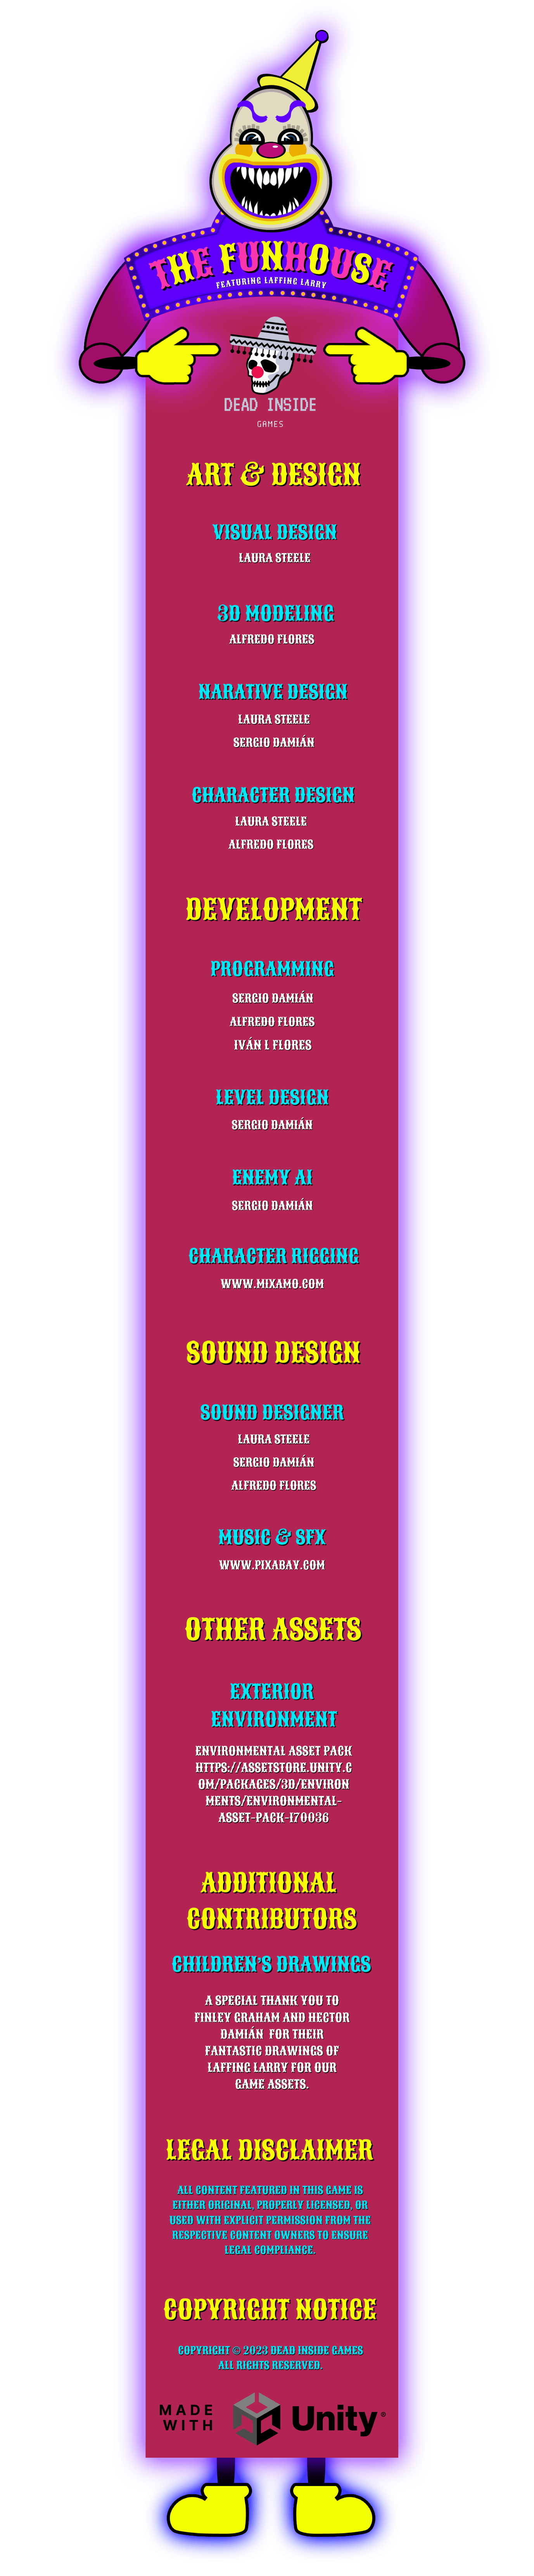 THE FUNHOUSE
FEATURING LAFFING LARRY
DEAD INSIDE
GAMES
ART & DESIGN
VISUAL DESIGN
LAURA STEELE
3D MODELING
ALFREDO FLORES
NARATIVE DESIGN
LAURA STEELE
SERGIO DAMIÁN
CHARACTER DESIGN
LAURA STEELE
ALFREDO FLORES
DEVELOPMENT
PROGRAMMING
SERGIO DAMIÁN
ALFREDO FLORES
IVÁN L FLORES
LEVEL DESIGN
SERGIO DAMIÁN
ENEMY AI
SERGIO DAMIÁN
CHARACTER RIGGING
WWW.MIXAMO.COM
SOUND DESIGN
SOUND DESIGNER
LAURA STEELE
SERGIO DAMIÁN
ALFREDO FLORES
MUSIC & SFX
WWW.PIXABAY.COM
OTHER ASSETS
EXTERIOR
ENVIRONMENT
ENVIRONMENTAL ASSET PACK
HTTPS://ASSETSTORE.UNITY.C
OM/PACKAGES/3D/ENVIRON
MENTS/ENVIRONMENTAL-
ASSET-PACK-170036
ADDITIONAL
CONTRIBUTORS
CHILDREN'S DRAWINGS
A SPECIAL THANK YOU TO
FINLEY GRAHAM AND HECTOR
DAMIÁN FOR THEIR
FANTASTIC DRAWINGS OF
LAFFING LARRY FOR OUR
GAME ASSETS.
LEGAL DISCLAIMER
ALL CONTENT FEATURED IN THIS GAME IS
EITHER ORIGINAL, PROPERLY LICENSED, OR
USED WITH EXPLICIT PERMISSION FROM THE
RESPECTIVE CONTENT OWNERS TO ENSURE
LEGAL COMPLIANCE.
COPYRIGHT NOTICE
COPYRIGHT © 2023 DEAD INSIDE GAMES
ALL RIGHTS RESERVED.
MADE
WITH
Unity®